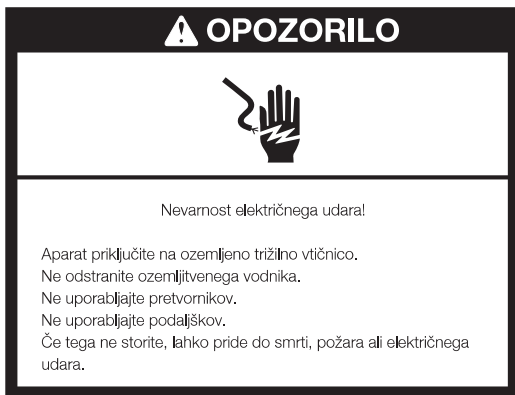 OPOZORILO
Nevarnost električnega udara!
Aparat priključite na ozemljeno trižilno vtičnico.
Ne odstranite ozemljitvenega vodnika.
Ne uporabljajte pretvornikov.
Ne uporabljajte podaljškov.
Če tega ne storite, lahko pride do smrti, požara ali električnega
udara.